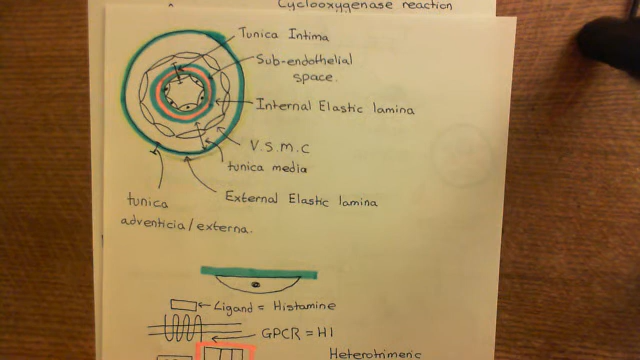 Cyclooxygenase reaction
Tunica Intima
Sub-endothelial
space.
Internal Elastic lamina
V.S.M.C
tunica media
External Elastic lamina
tunica
adventicia/externa.
Ligand = Histamine
GPCR = H1
Heterotrimeric